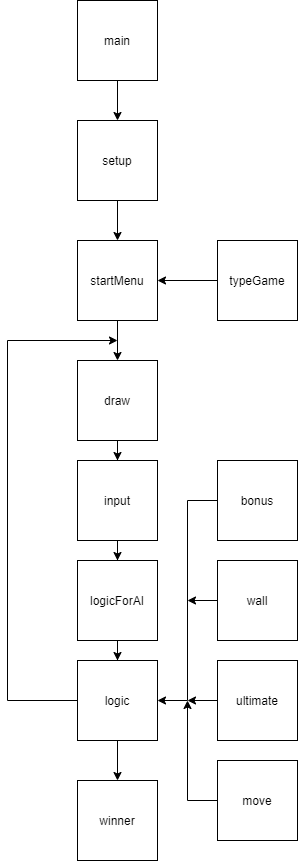 main
setup
startMenu
typeGame
draw
input
bonus
logicForAI
wall
logic
ultimate
winner
move